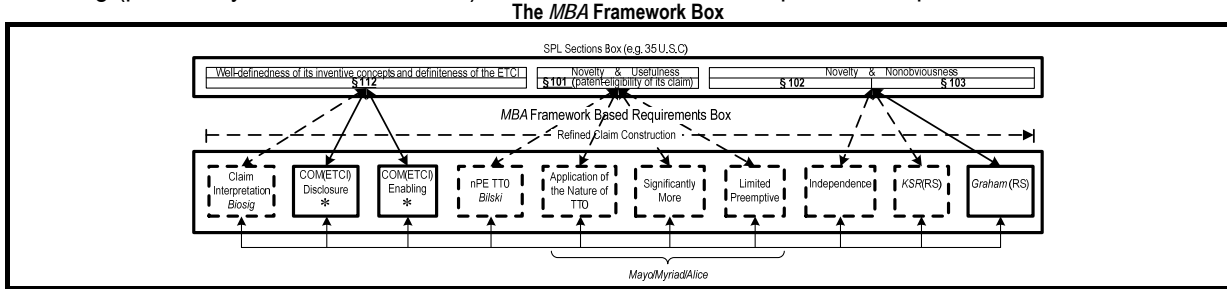 The MBA Framework Box
SPL Sections Box (e.g. 35 U.S.C)
Well-definedness of its inventive concepts and definiteness of the ETCI
§112
Novelty & Usefulness
§101 (patent-eligibility of its claim)
Novelty & Nonobviousness
§102 §103
MBA Framework Based Requirements Box
Refined Claim Construction
Claim
Interpretation
Biosig
COM(ETCI)
Disclosure
*
COM(ETCI)
Enabling
*
nPE TT0
Bilski
Application of
the Nature of
TT0
Significantly
More
Limited
Preemptive
Independence
KSR(RS)
Graham(RS)
Mayo/Myriad/Alice